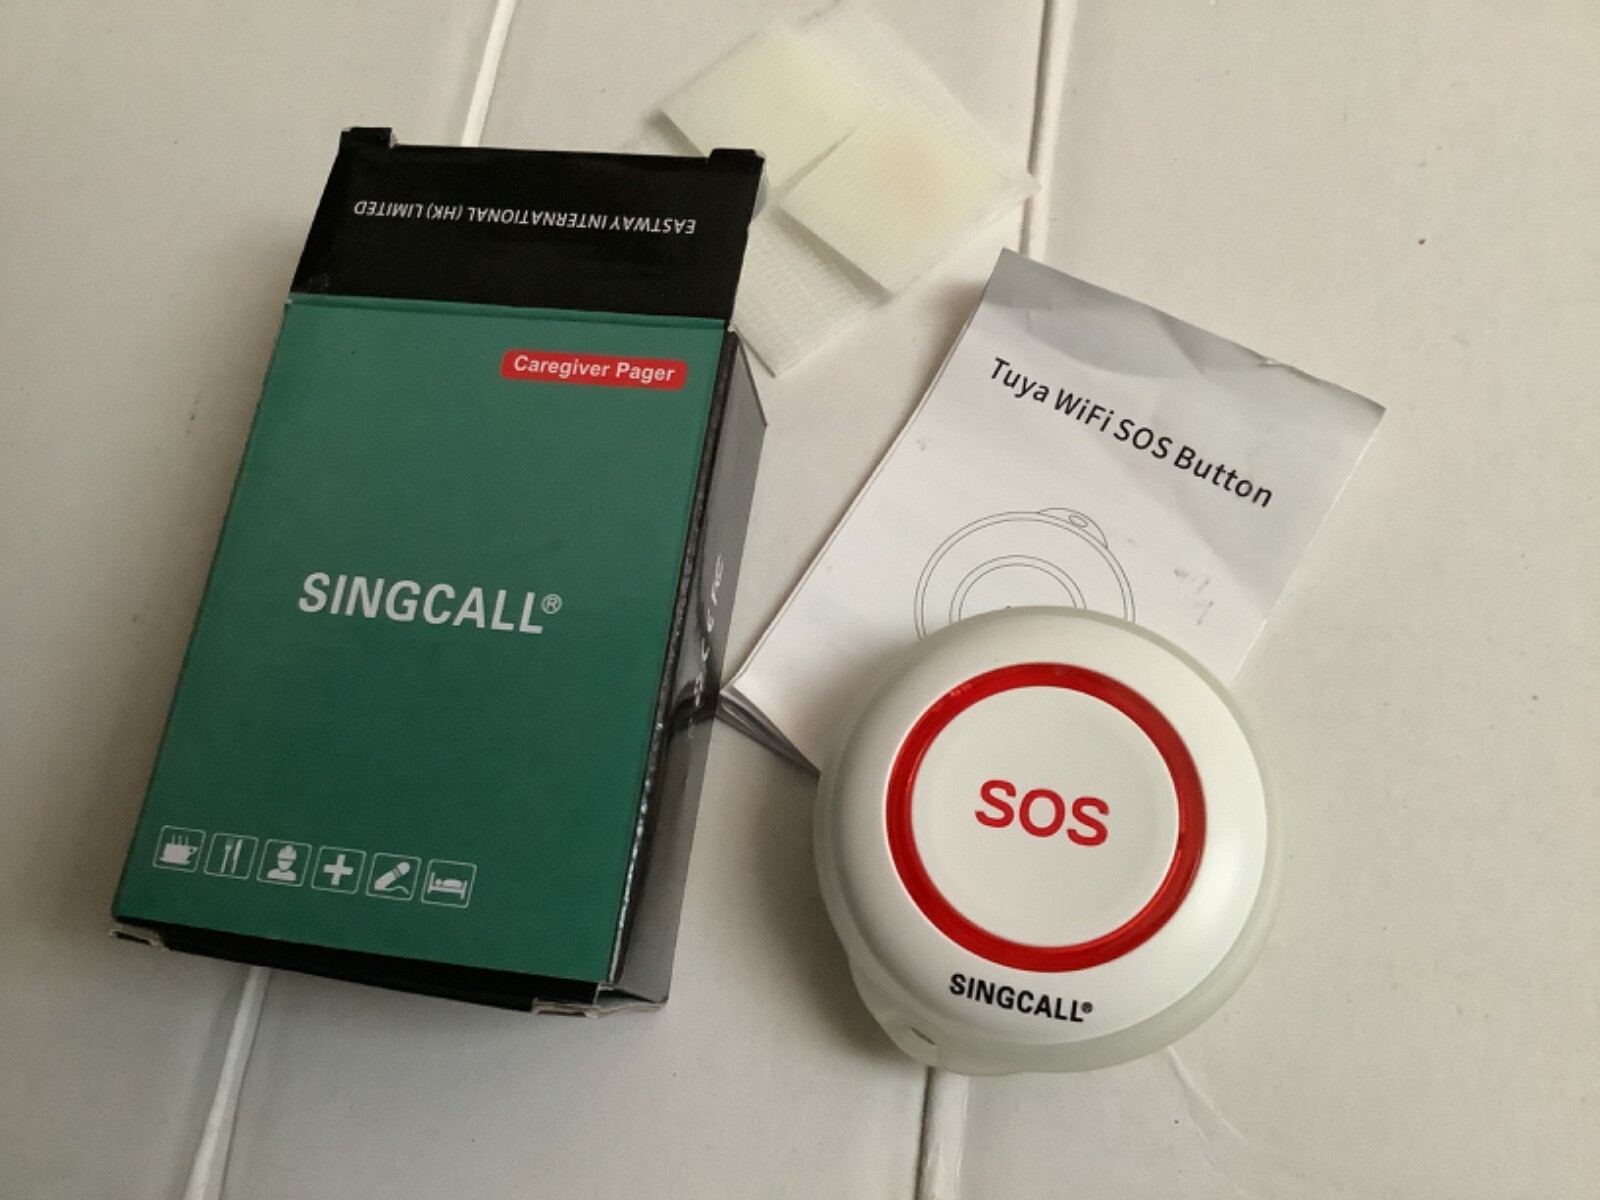 EASTWAY INTERNATIONAL (HK) LIMITED
Caregiver Pager
SINGCALL®
Tuya WiFi SOS Button
SOS
SINGCALL®